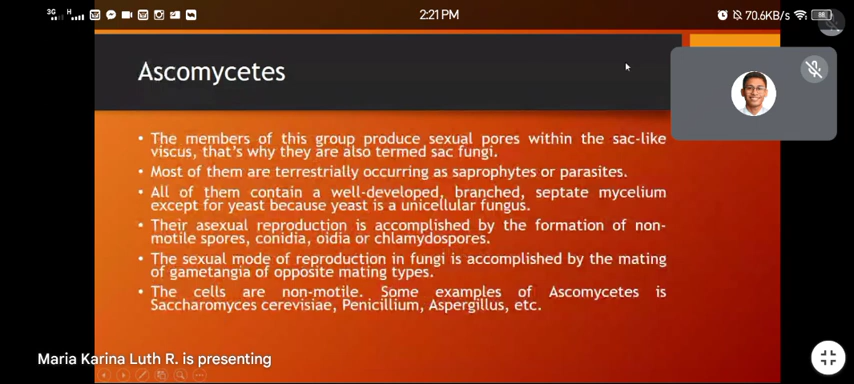 3G H 2:21 PM 70.6KB/s 88
Ascomycetes
• The members of this group produce sexual pores within the sac-like
viscus, that's why they are also termed sac fungi.
• Most of them are terrestrially occurring as saprophytes or parasites.
• All of them contain a well-developed, branched, septate mycelium
except for yeast because yeast is a unicellular fungus.
• Their asexual reproduction is accomplished by the formation of non-
motile spores, conidia, oidia or chlamydospores.
• The sexual mode of reproduction in fungi is accomplished by the mating
of gametangia of opposite mating types.
• The cells are non-motile. Some examples of Ascomycetes is
Saccharomyces cerevisiae, Penicillium, Aspergillus, etc.
Maria Karina Luth R. is presenting